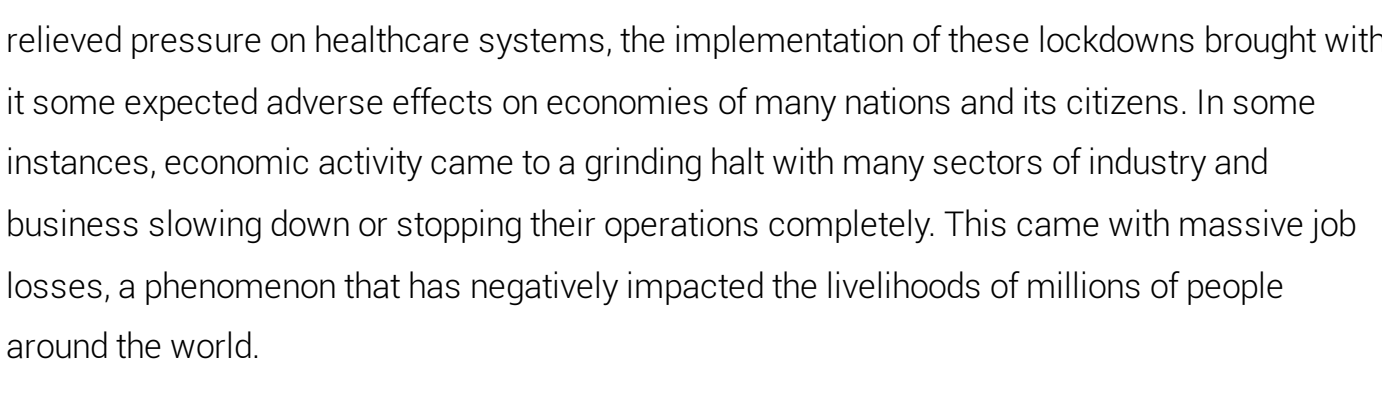 relieved pressure on healthcare systems, the implementation of these lockdowns brought with
it some expected adverse effects on economies of many nations and its citizens. In some
instances, economic activity came to a grinding halt with many sectors of industry and
business slowing down or stopping their operations completely. This came with massive job
losses, a phenomenon that has negatively impacted the livelihoods of millions of people
around the world.